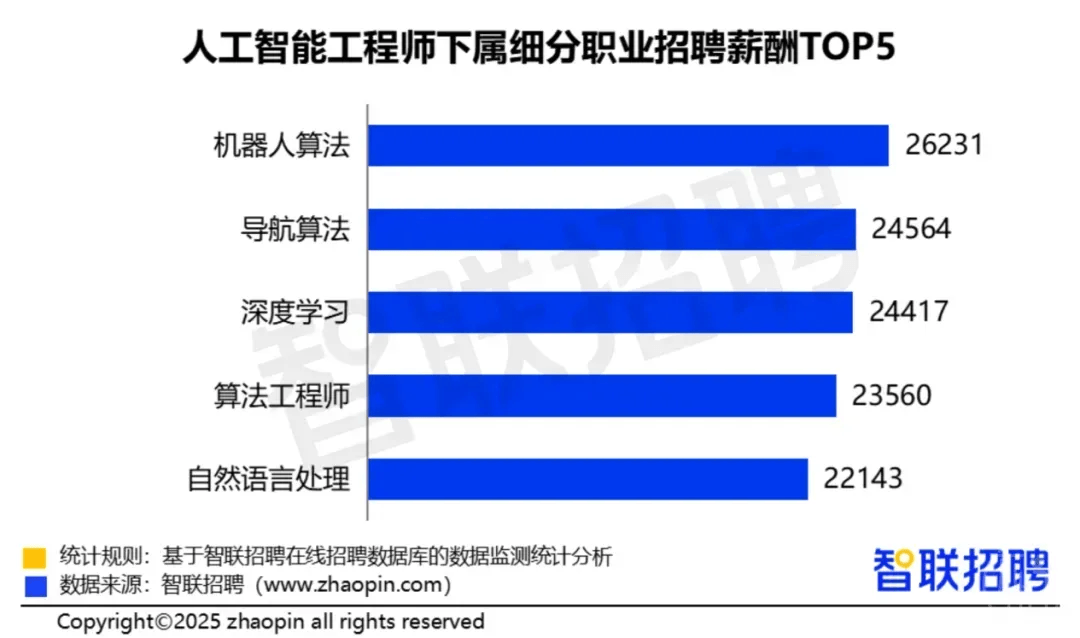 人工智能工程师下属细分职业招聘薪酬TOP5
机器人算法 26231
导航算法 24564
深度学习 24417
算法工程师 23560
自然语言处理 22143
智联招聘
统计规则：基于智联招聘在线招聘数据库的数据监测统计分析
数据来源：智联招聘（www.zhaopin.com）
智联招聘
Copyright©2025 zhaopin all rights reserved